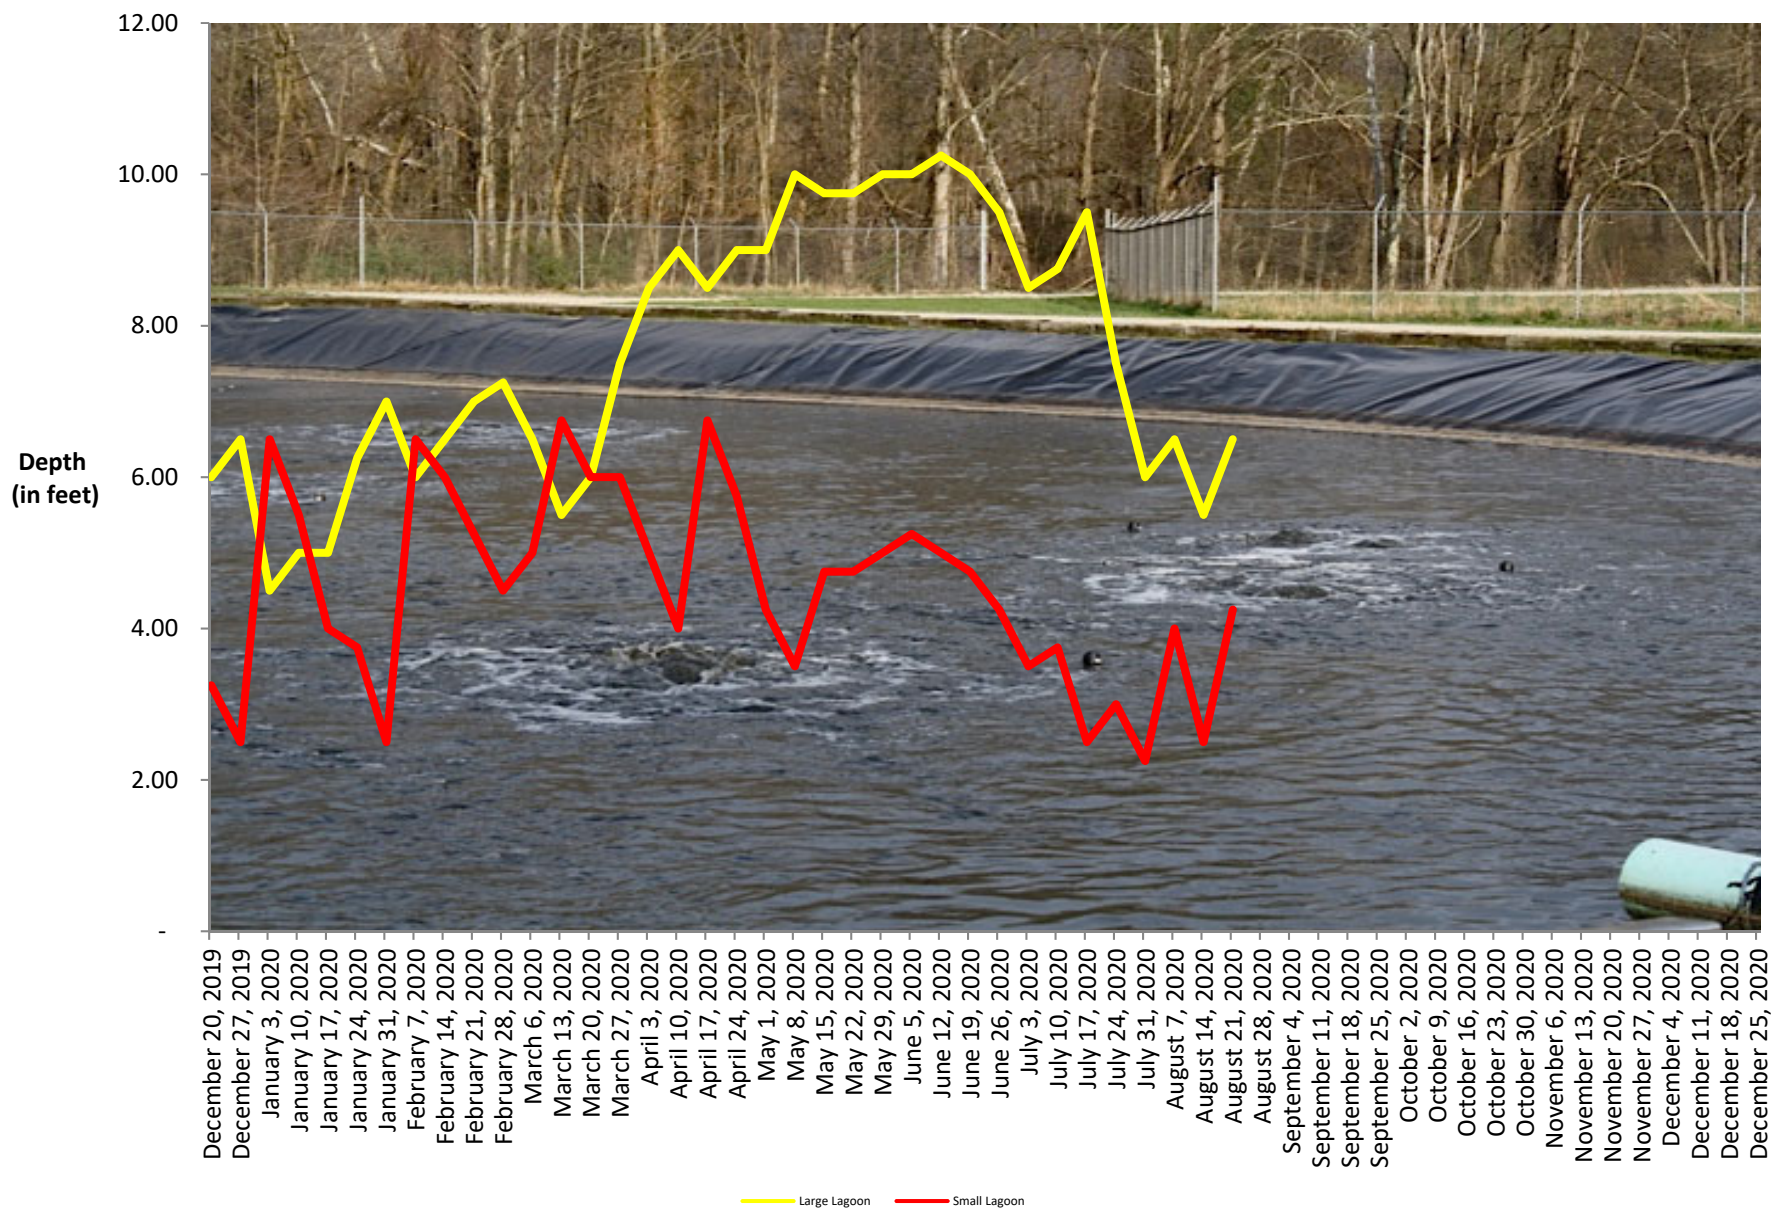 12.00
10.00
8.00
6.00
4.00
2.00
-
Depth
(in feet)
December 20, 2019
December 27, 2019
January 3, 2020
January 10, 2020
January 17, 2020
January 24, 2020
January 31, 2020
February 7, 2020
February 14, 2020
February 21, 2020
February 28, 2020
March 6, 2020
March 13, 2020
March 20, 2020
March 27, 2020
April 3, 2020
April 10, 2020
April 17, 2020
April 24, 2020
May 1, 2020
May 8, 2020
May 15, 2020
May 22, 2020
May 29, 2020
June 5, 2020
June 12, 2020
June 19, 2020
June 26, 2020
July 3, 2020
July 10, 2020
July 17, 2020
July 24, 2020
July 31, 2020
August 7, 2020
August 14, 2020
August 21, 2020
August 28, 2020
September 4, 2020
September 11, 2020
September 18, 2020
September 25, 2020
October 2, 2020
October 9, 2020
October 16, 2020
October 23, 2020
October 30, 2020
November 6, 2020
November 13, 2020
November 20, 2020
November 27, 2020
December 4, 2020
December 11, 2020
December 18, 2020
December 25, 2020
Large Lagoon
Small Lagoon